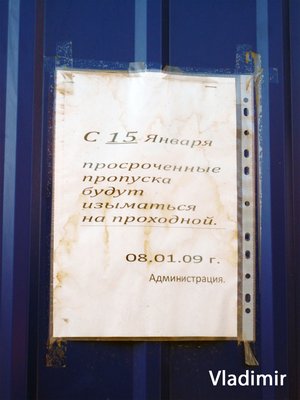 С 15 Января
просроченные
пропуска
будут
изыматься
на проходной.
08.01.09 г.
Администрация.
Vladimir